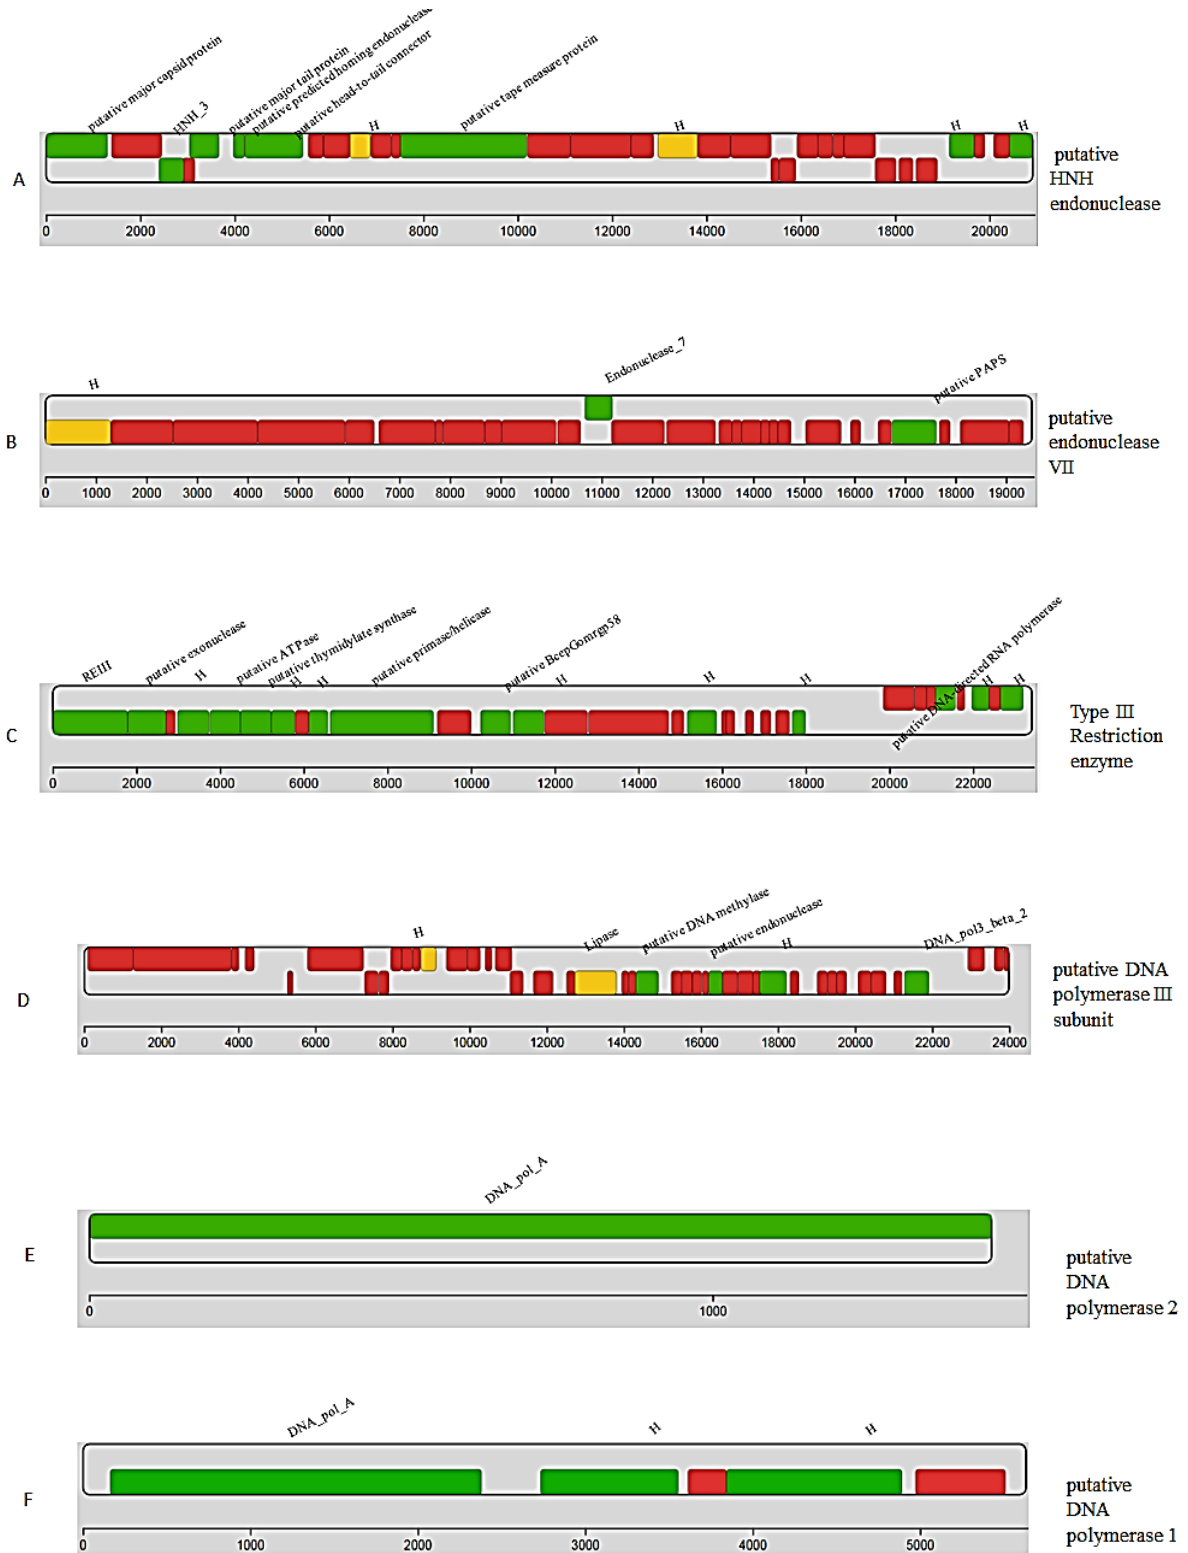 putative major capsid protein
HNH_3
putative major tail protein
putative predicted homing endonuclease
putative head-to-tail connector
H
putative tape measure protein
H
H
H
A
putative
HNH
endonuclease
0 2000 4000 6000 8000 10000 12000 14000 16000 18000 20000
H
Endonuclease_7
putative PAPS
B
putative
endonuclease
VII
0 1000 2000 3000 4000 5000 6000 7000 8000 9000 10000 11000 12000 13000 14000 15000 16000 17000 18000 19000
REIII
putative exonuclease
H
putative ATPase
putative thymidylate synthase
H
H
putative primase/helicase
putative BcepGomrgp58
H
H
H
putative DNA-directed RNA polymerase
H
H
C
Type III
Restriction
enzyme
0 2000 4000 6000 8000 10000 12000 14000 16000 18000 20000 22000
H
Lipase
putative DNA methylase
putative endonuclease
H
DNA_pol3_beta_2
D
putative DNA
polymerase III
subunit
0 2000 4000 6000 8000 10000 12000 14000 16000 18000 20000 22000 24000
DNA_pol_A
E
putative
DNA
polymerase 2
0 1000
DNA_pol_A
H
H
F
putative
DNA
polymerase 1
0 1000 2000 3000 4000 5000